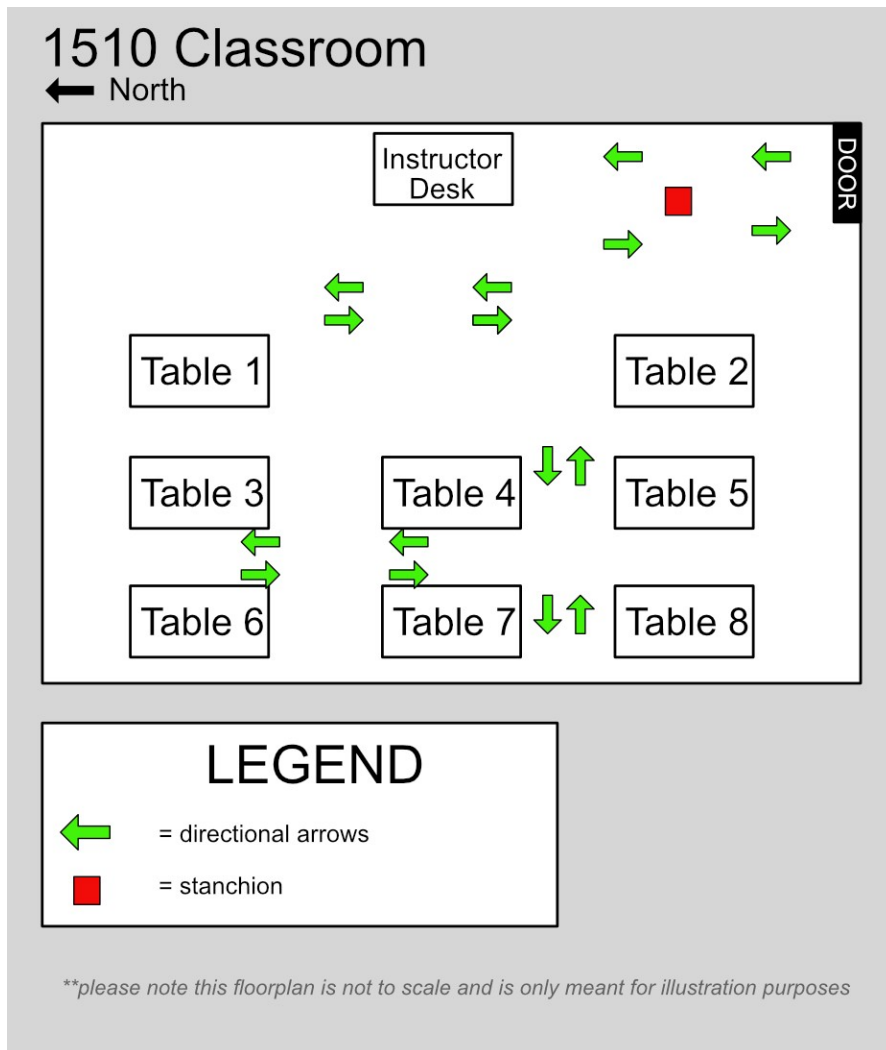 1510 Classroom
North
Instructor
Desk
DOOR
Table 1
Table 2
Table 3
Table 4
Table 5
Table 6
Table 7
Table 8
LEGEND
= directional arrows
= stanchion
**please note this floorplan is not to scale and is only meant for illustration purposes